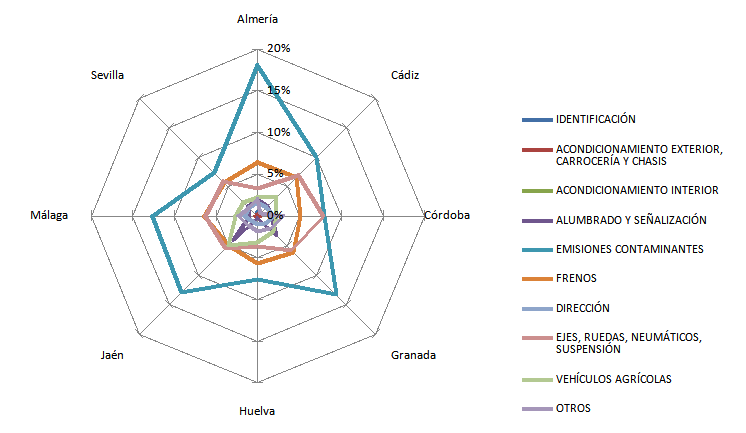 Almería
20%
Sevilla
Cádiz
15%
10%
5%
Málaga
0%
Córdoba
Jaén
Granada
Huelva
IDENTIFICACIÓN
ACONDICIONAMIENTO EXTERIOR,
CARROCERÍA Y CHASIS
ACONDICIONAMIENTO INTERIOR
ALUMBRADO Y SEÑALIZACIÓN
EMISIONES CONTAMINANTES
FRENOS
DIRECCIÓN
EJES, RUEDAS, NEUMÁTICOS,
SUSPENSIÓN
VEHÍCULOS AGRÍCOLAS
OTROS